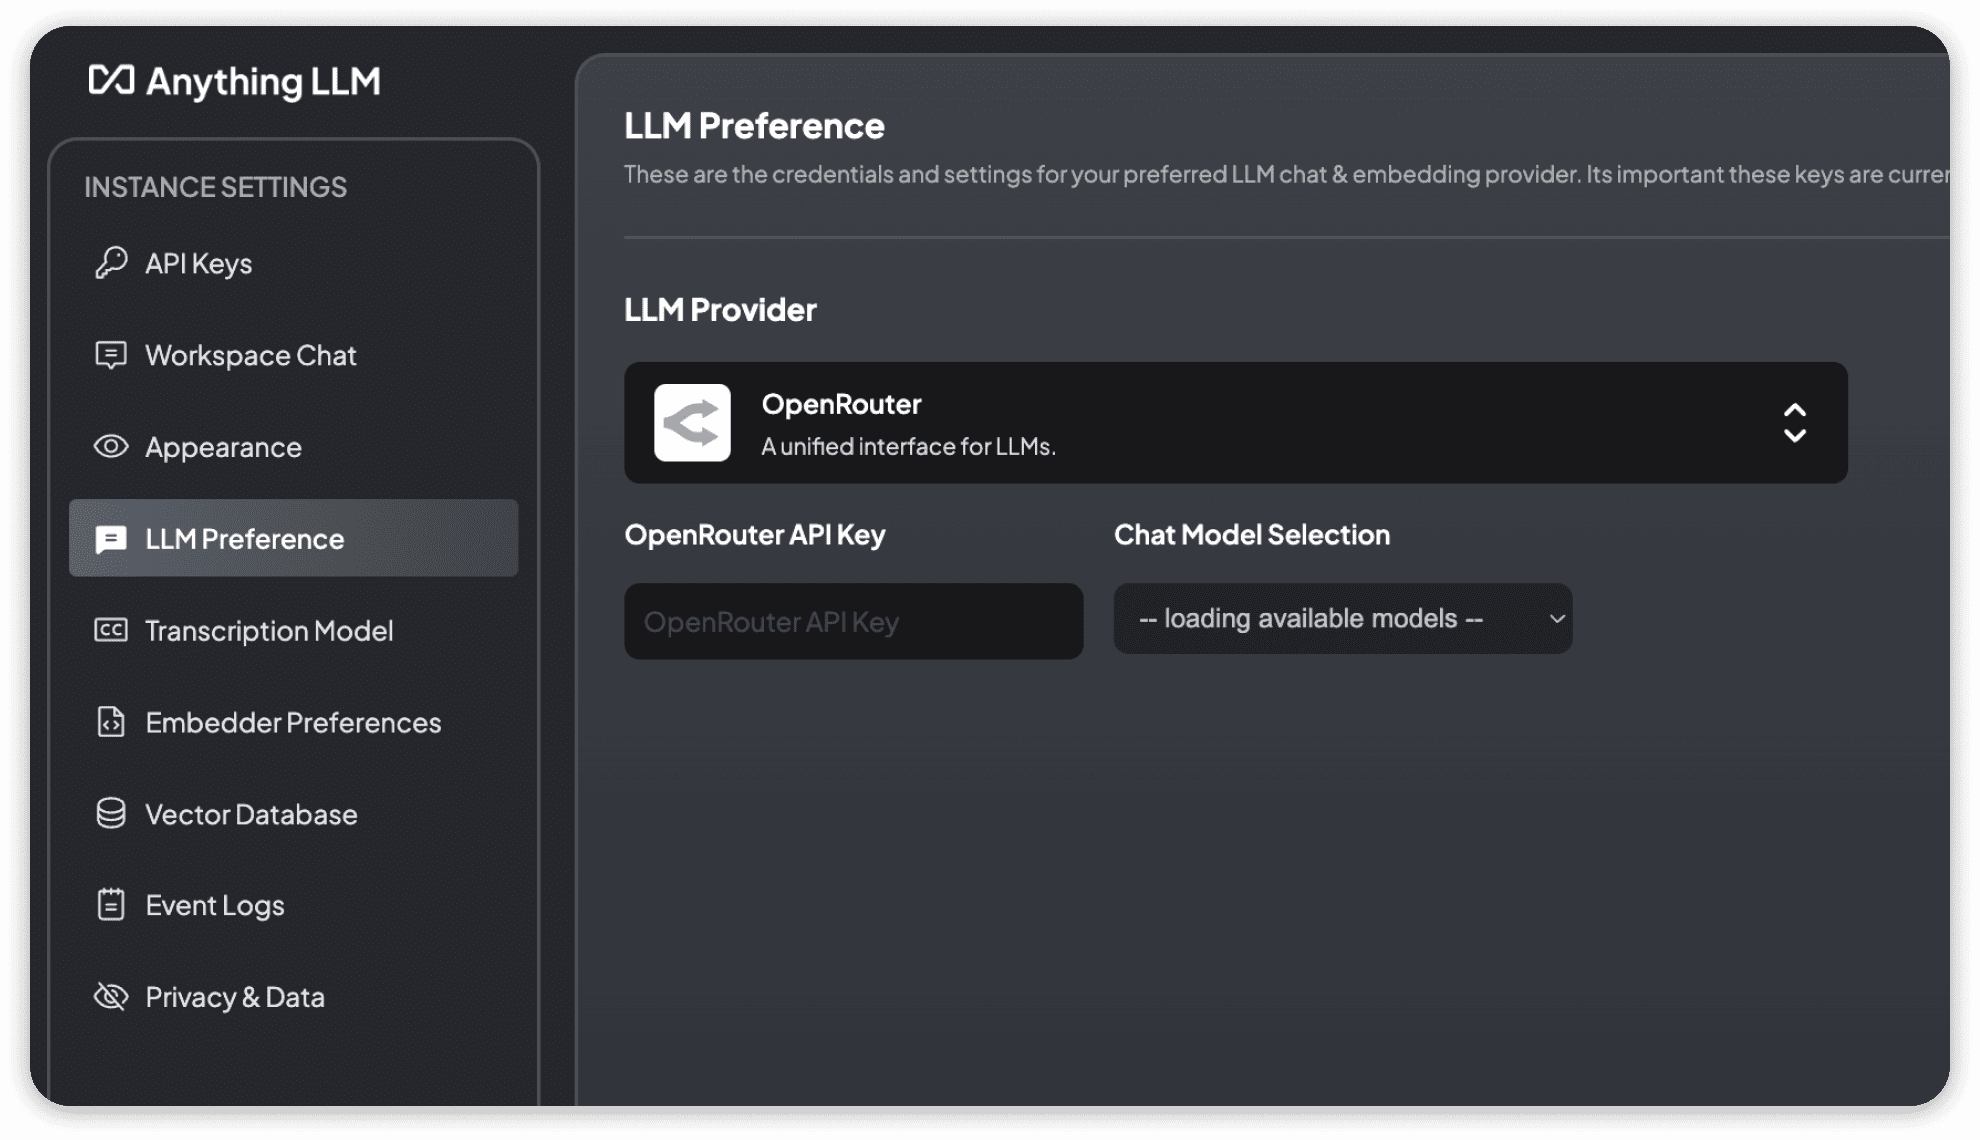 Anything LLM
INSTANCE SETTINGS
API Keys
Workspace Chat
Appearance
LLM Preference
CC Transcription Model
Embedder Preferences
Vector Database
Event Logs
Privacy & Data
LLM Preference
These are the credentials and settings for your preferred LLM chat & embedding provider. Its important these keys are
LLM Provider
OpenRouter
A unified interface for LLMs.
OpenRouter API Key
OpenRouter API Key
Chat Model Selection
-- loading available models --